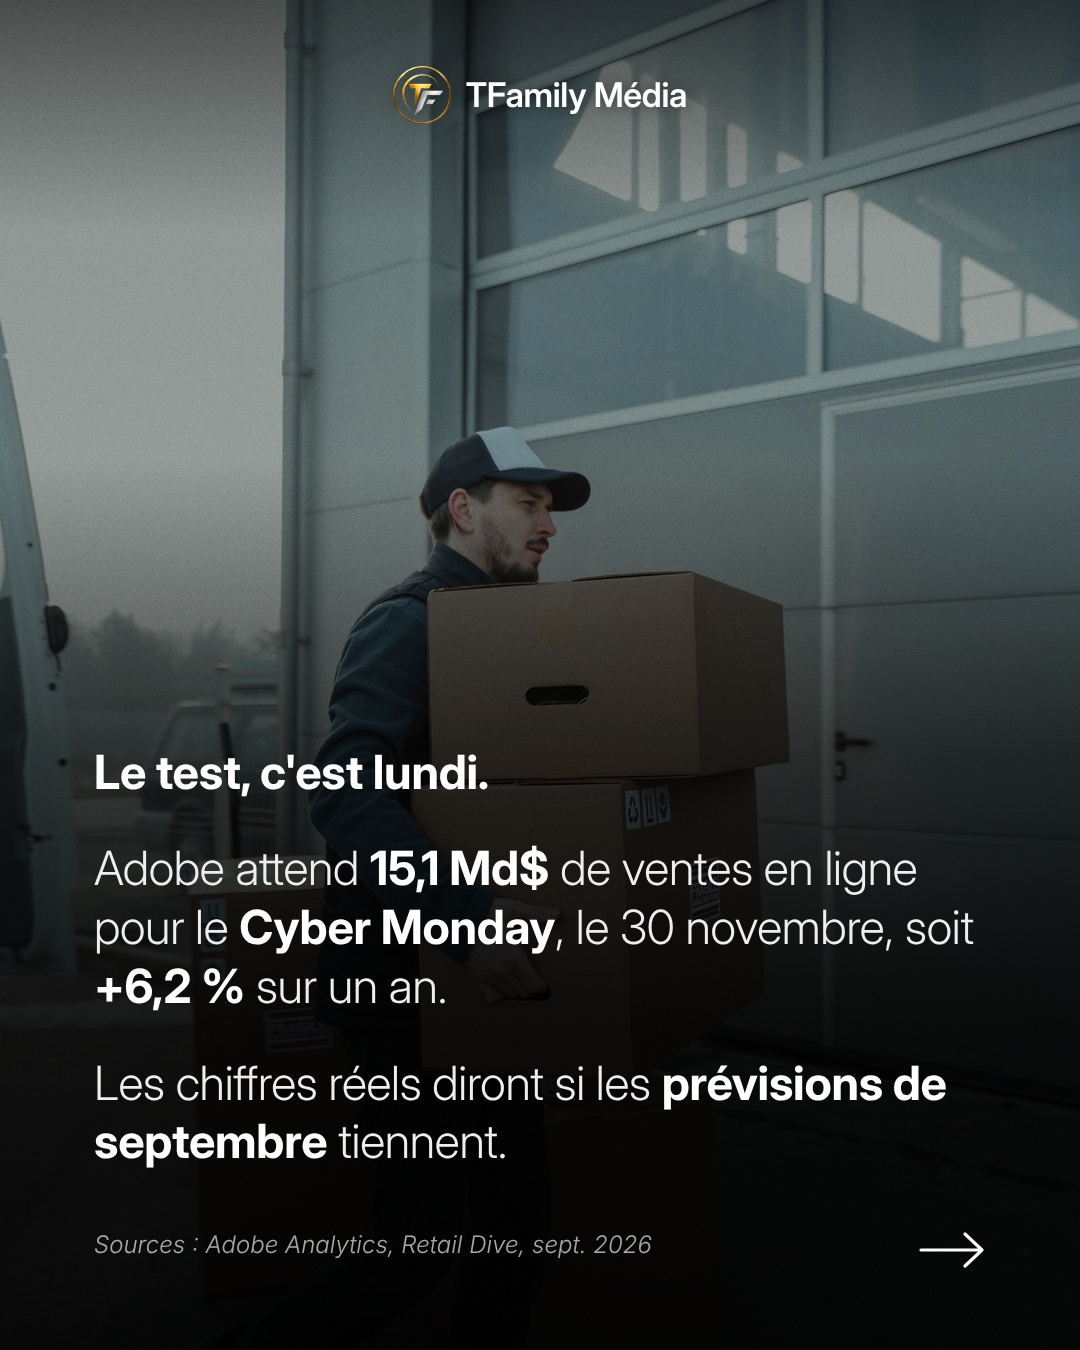 TFamily Média
Le test, c'est lundi.
Adobe attend 15,1 Md$ de ventes en ligne
pour le Cyber Monday, le 30 novembre, soit
+6,2 % sur un an.
Les chiffres réels diront si les prévisions de
septembre tiennent.
Sources : Adobe Analytics, Retail Dive, sept. 2026